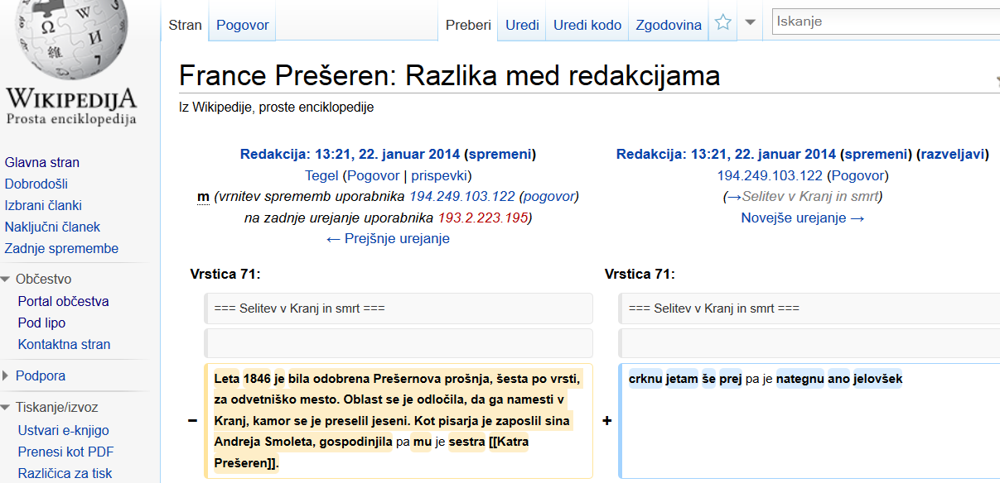 Stran Pogovor Preberi Uredi Uredi kodo Zgodovina Iskanje
Ω W И 維 7
WIKIPEDIJA
Prosta enciklopedija
France Prešeren: Razlika med redakcijama
Iz Wikipedije, proste enciklopedije
Glavna stran
Dobrodošli
Izbrani članki
Naključni članek
Zadnje spremembe
Občestvo
Portal občestva
Pod lipo
Kontaktna stran
Podpora
Tiskanje/izvoz
Ustvari e-knjigo
Prenesi kot PDF
Različica za tisk
Redakcija: 13:21, 22. januar 2014 (spremeni)
Tegel (Pogovor | prispevki)
m (vrnitev sprememb uporabnika 194.249.103.122 (pogovor)
na zadnje urejanje uporabnika 193.2.223.195)
← Prejšnje urejanje
Redakcija: 13:21, 22. januar 2014 (spremeni) (razveljavi)
194.249.103.122 (Pogovor)
(→Selitev v Kranj in smrt)
Novejše urejanje →
Vrstica 71:
=== Selitev v Kranj in smrt ===
− Leta 1846 je bila odobrena Prešernova prošnja, šesta po vrsti,
za odvetniško mesto. Oblast se je odločila, da ga namesti v
Kranj, kamor se je preselil jeseni. Kot pisarja je zaposlil sina
Andreja Smoleta, gospodinjila pa mu je sestra [[Katra
Prešeren]].
Vrstica 71:
=== Selitev v Kranj in smrt ===
+ crknu jetam še prej pa je nategnu ano jelovšek